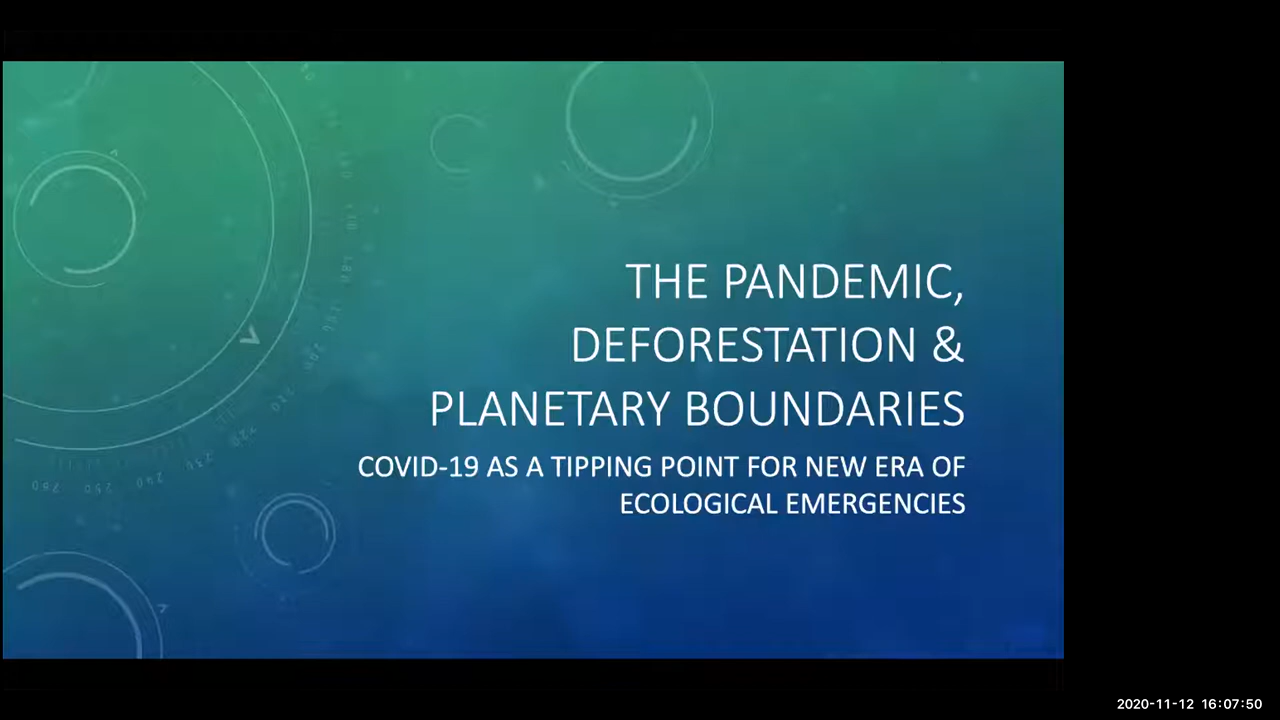 THE PANDEMIC,
DEFORESTATION &
PLANETARY BOUNDARIES
COVID-19 AS A TIPPING POINT FOR NEW ERA OF
ECOLOGICAL EMERGENCIES
2020-11-12 16:07:50